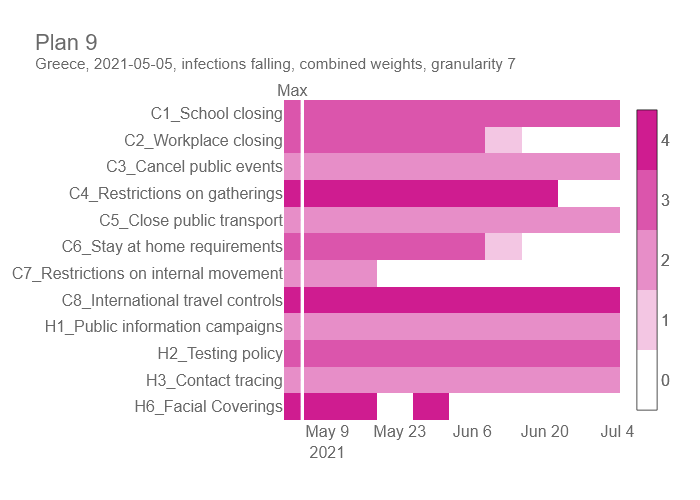 Plan 9
Greece, 2021-05-05, infections falling, combined weights, granularity 7
Max
C1_School closing
C2_Workplace closing
C3_Cancel public events
C4_Restrictions on gatherings
C5_Close public transport
C6_Stay at home requirements
C7_Restrictions on internal movement
C8_International travel controls
H1_Public information campaigns
H2_Testing policy
H3_Contact tracing
H6_Facial Coverings
May 9 May 23 Jun 6 Jun 20 Jul 4
2021
4
3
2
1
0